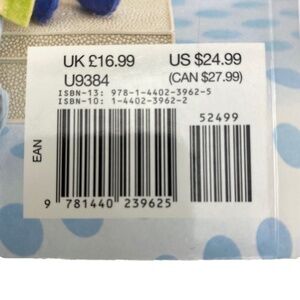 UK £16.99 US $24.99
U9384 (CAN $27.99)
ISBN-13: 978-1-4402-3962-5
ISBN-10: 1-4402-3962-2
52499
EAN
9 781440 239625